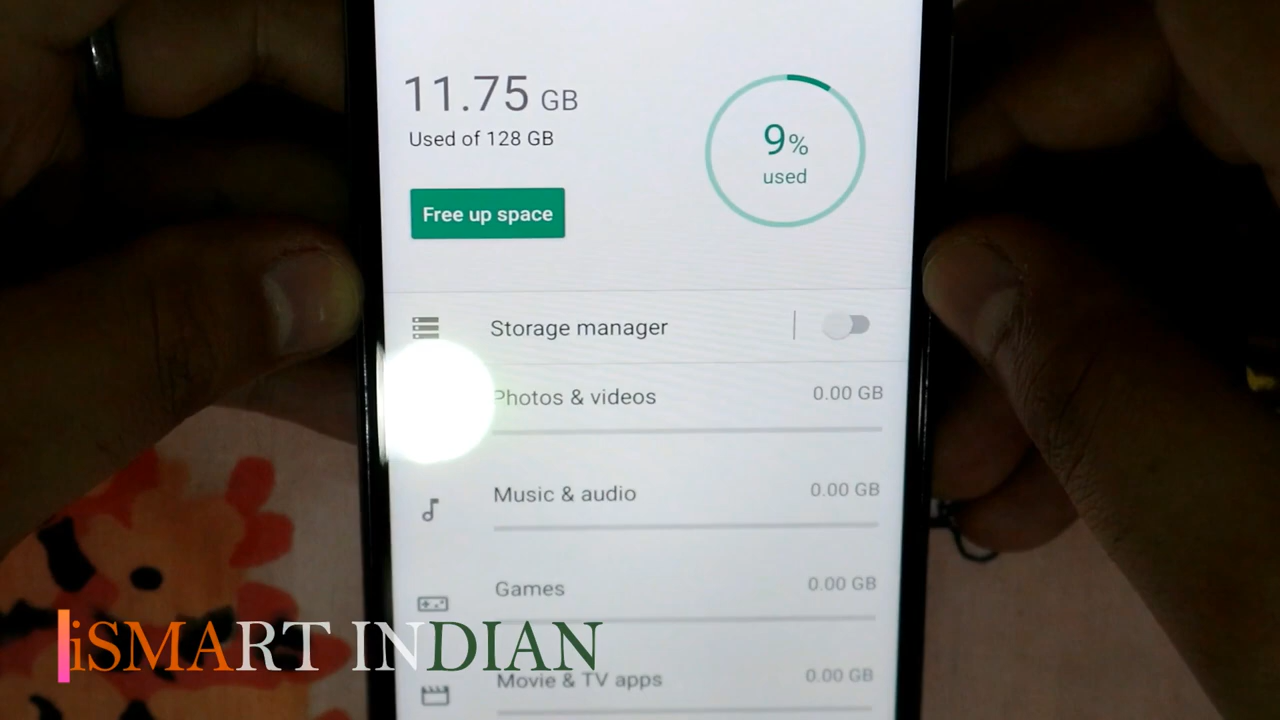 11.75 GB
Used of 128 GB
9%
used
Free up space
Storage manager
Photos & videos 0.00 GB
Music & audio 0.00 GB
Games 0.00 GB
iSMART INDIAN
Movie & TV apps 0.00 GB